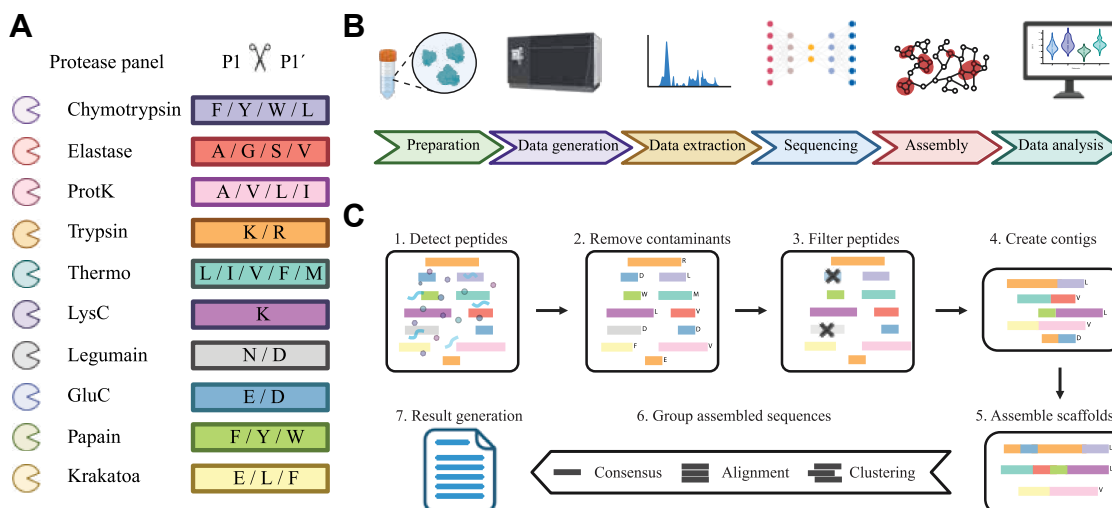 A
Protease panel P1 P1´
Chymotrypsin F / Y / W / L
Elastase A / G / S / V
ProtK A / V / L / I
Trypsin K / R
Thermo L / I / V / F / M
LysC K
Legumain N / D
GluC E / D
Papain F / Y / W
Krakatoa E / L / F
B
Preparation Data generation Data extraction Sequencing Assembly Data analysis
C
1. Detect peptides
2. Remove contaminants
R
D L
W M
L V
D D
F V
E
3. Filter peptides
4. Create contigs
L
V
L
V
D
5. Assemble scaffolds
L
L
V
6. Group assembled sequences
Consensus Alignment Clustering
7. Result generation